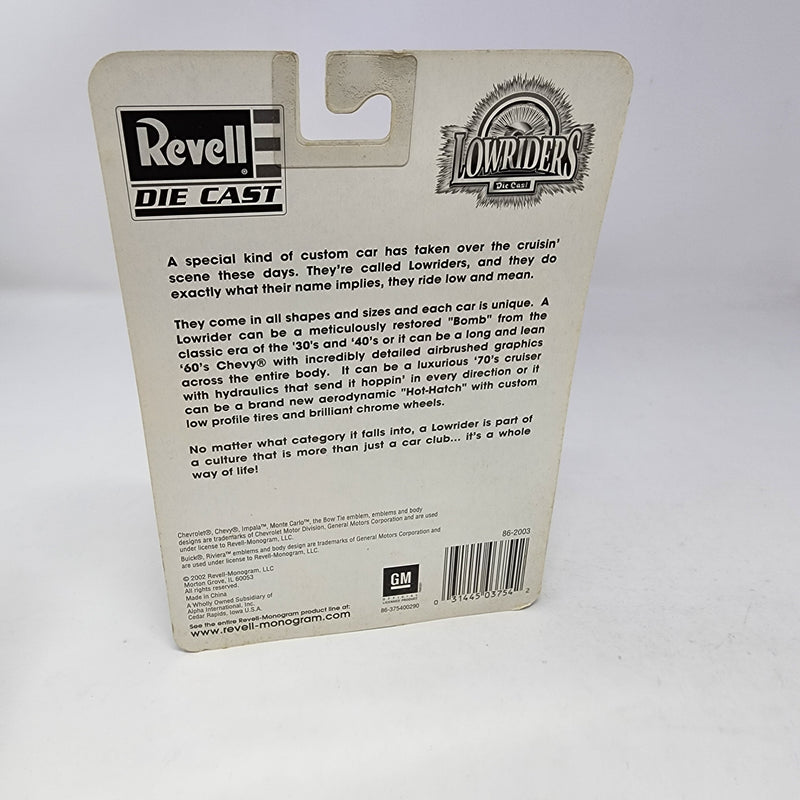 Revell®
DIE CAST
LOWRIDERS
Die Cast
A special kind of custom car has taken over the cruisin'
scene these days. They're called Lowriders, and they do
exactly what their name implies, they ride low and mean.
They come in all shapes and sizes and each car is unique. A
Lowrider can be a meticulously restored "Bomb" from the
classic era of the '30's and '40's or it can be a long and lean
'60's Chevy® with incredibly detailed airbrushed graphics
across the entire body. It can be a luxurious '70's cruiser
with hydraulics that send it hoppin' in every direction or it
can be a brand new aerodynamic "Hot-Hatch" with custom
low profile tires and brilliant chrome wheels.
No matter what category it falls into, a Lowrider is part of
a culture that is more than just a car club... it's a whole
way of life!
Chevrolet®, Chevy®, Impala™, Monte Carlo™, the Bow Tie emblem, emblems and body
designs are trademarks of Chevrolet Motor Division, General Motors Corporation and are used
under license to Revell-Monogram, LLC.
Buick®, Riviera™ emblems and body design are trademarks of General Motors Corporation and
are used under license to Revell-Monogram, LLC.
© 2002 Revell-Monogram, LLC
Morton Grove, IL 60053
All rights reserved.
Made in China
A Wholly Owned Subsidiary of
Alpha International, Inc.
Cedar Rapids, Iowa U.S.A.
See the entire Revell-Monogram product line at:
www.revell-monogram.com
GM
OFFICIAL
LICENSED PRODUCT
86-375400290
86-2003
0 31445 03754 2